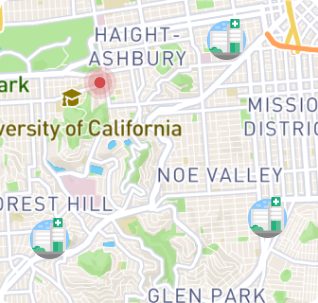 HAIGHT-
ASHBURY
ark
versity of California
MISSIO
DISTRIC
NOE VALLEY
OREST HILL
GLEN PARK